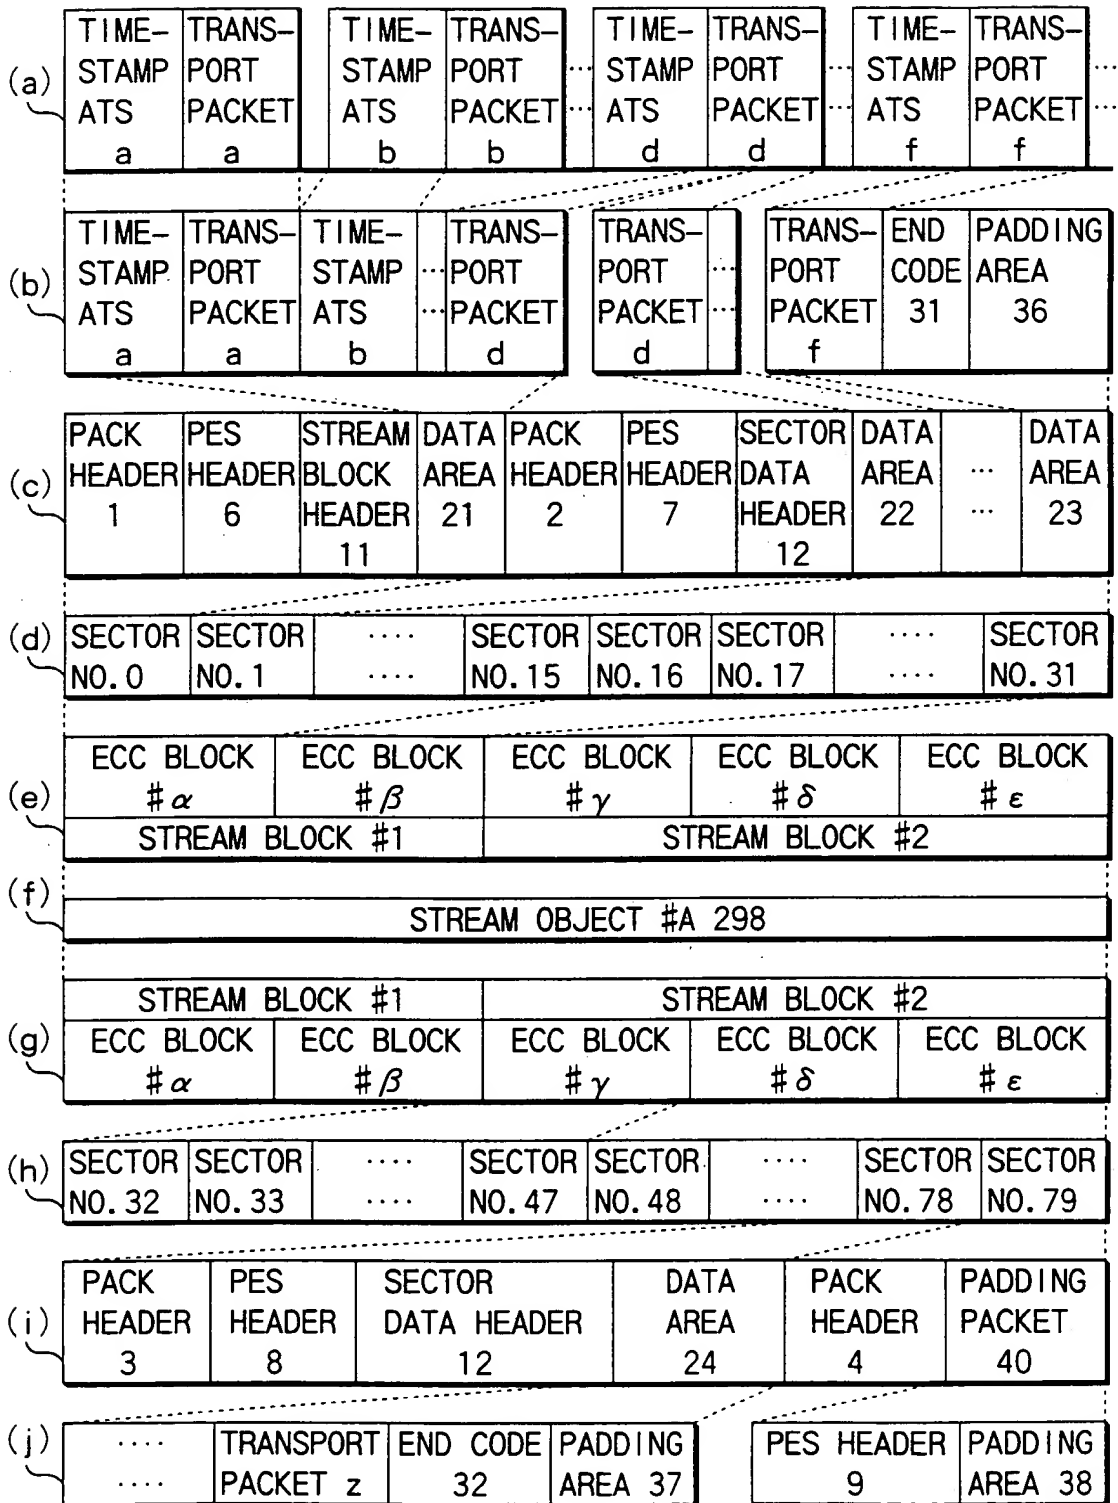 (a)
TIME- TRANS- TIME- TRANS- TIME- TRANS- TIME- TRANS-
STAMP PORT STAMP PORT ... STAMP PORT ... STAMP PORT ...
ATS PACKET ATS PACKET ... ATS PACKET ... ATS PACKET ...
a a b b d d f f
(b)
TIME- TRANS- TIME- TRANS- TRANS- TRANS- END PADDING
STAMP PORT STAMP ... PORT PORT ... PORT CODE AREA
ATS PACKET ATS ... PACKET PACKET ... PACKET 31 36
a a b d d f
(c)
PACK PES STREAM DATA PACK PES SECTOR DATA DATA
HEADER HEADER BLOCK AREA HEADER HEADER DATA AREA ... AREA
1 6 HEADER 21 2 7 HEADER 22 ... 23
11 12
(d)
SECTOR SECTOR .... SECTOR SECTOR SECTOR .... SECTOR
NO.0 NO.1 .... NO.15 NO.16 NO.17 .... NO.31
(e)
ECC BLOCK ECC BLOCK ECC BLOCK ECC BLOCK ECC BLOCK
#α #β #γ #δ #ε
STREAM BLOCK #1 STREAM BLOCK #2
(f)
STREAM OBJECT #A 298
(g)
STREAM BLOCK #1 STREAM BLOCK #2
ECC BLOCK ECC BLOCK ECC BLOCK ECC BLOCK ECC BLOCK
#α #β #γ #δ #ε
(h)
SECTOR SECTOR .... SECTOR SECTOR .... SECTOR SECTOR
NO.32 NO.33 .... NO.47 NO.48 .... NO.78 NO.79
(i)
PACK PES SECTOR DATA PACK PADDING
HEADER HEADER DATA HEADER AREA HEADER PACKET
3 8 12 24 4 40
(j)
.... TRANSPORT END CODE PADDING PES HEADER PADDING
.... PACKET z 32 AREA 37 9 AREA 38